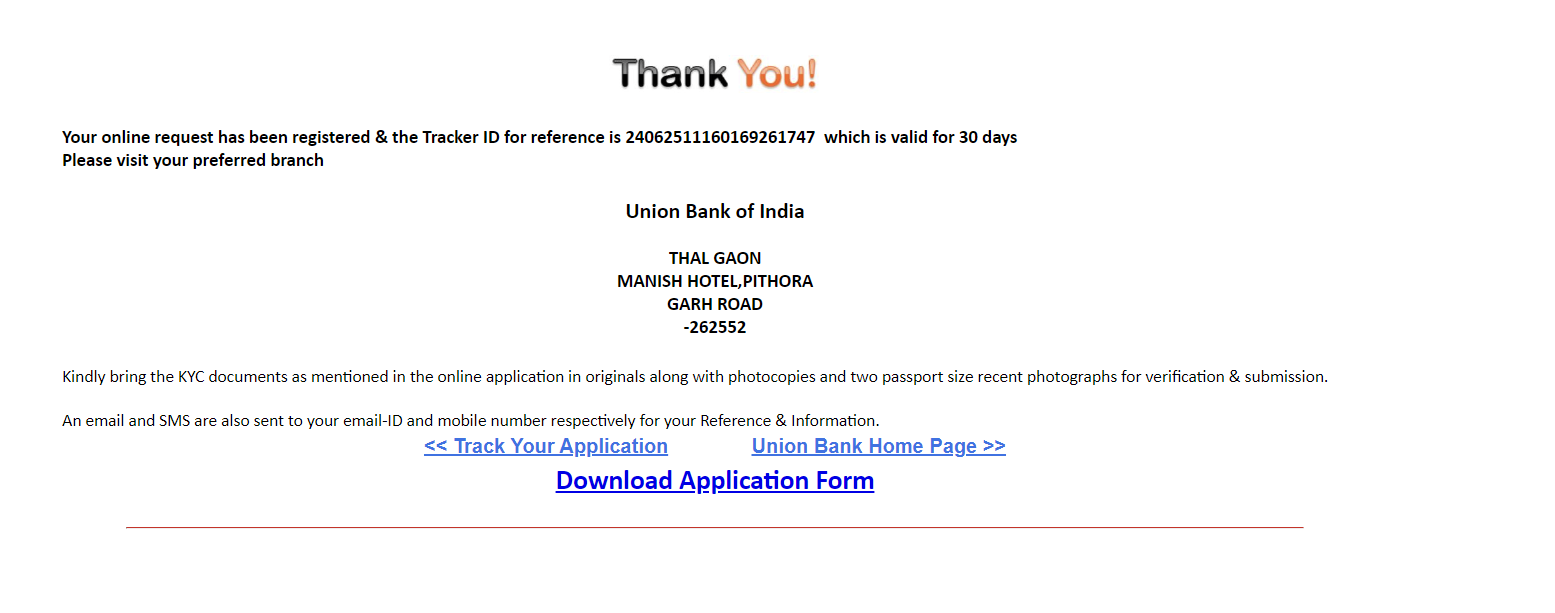 Thank You!
Your online request has been registered & the Tracker ID for reference is 24062511160169261747 which is valid for 30 days
Please visit your preferred branch
Union Bank of India
THAL GAON
MANISH HOTEL,PITHORA
GARH ROAD
-262552
Kindly bring the KYC documents as mentioned in the online application in originals along with photocopies and two passport size recent photographs for verification & submission.
An email and SMS are also sent to your email-ID and mobile number respectively for your Reference & Information.
<< Track Your Application Union Bank Home Page >>
Download Application Form